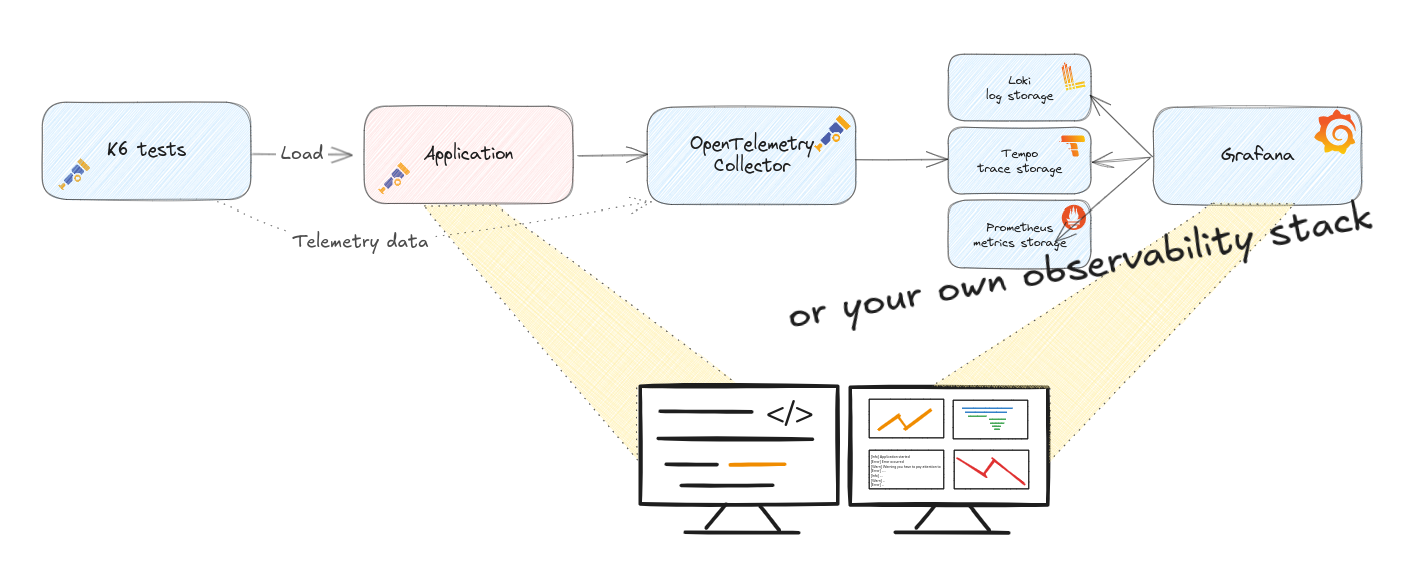 K6 tests
Load
Application
OpenTelemetry
Collector
Loki
log storage
Tempo
trace storage
Prometheus
metrics storage
Grafana
Telemetry data
or your own observability stack
</>
[Info] Application started
[Error] Error occurred
[Warn] Warning you have to pay attention to
[Error] ...
[Info] ...
[Warn] ..
[Error] ..